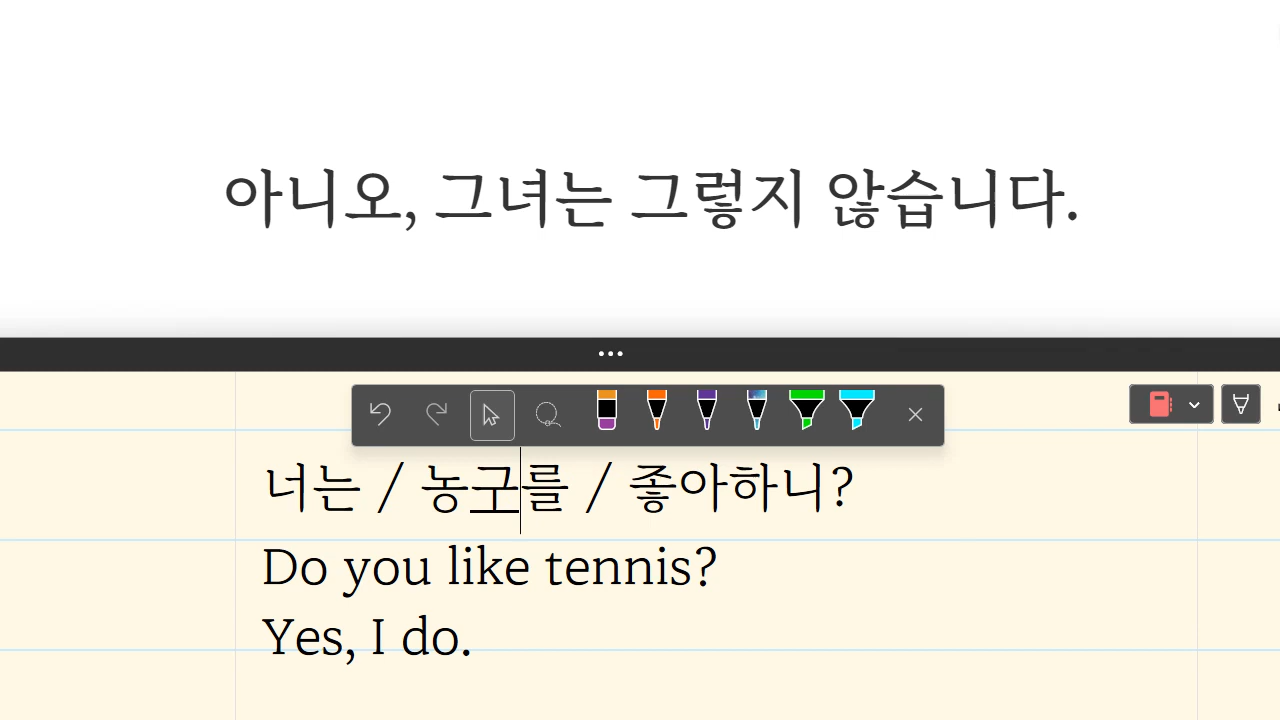 아니오, 그녀는 그렇지 않습니다.
너는 / 농구를 / 좋아하니?
Do you like tennis?
Yes, I do.